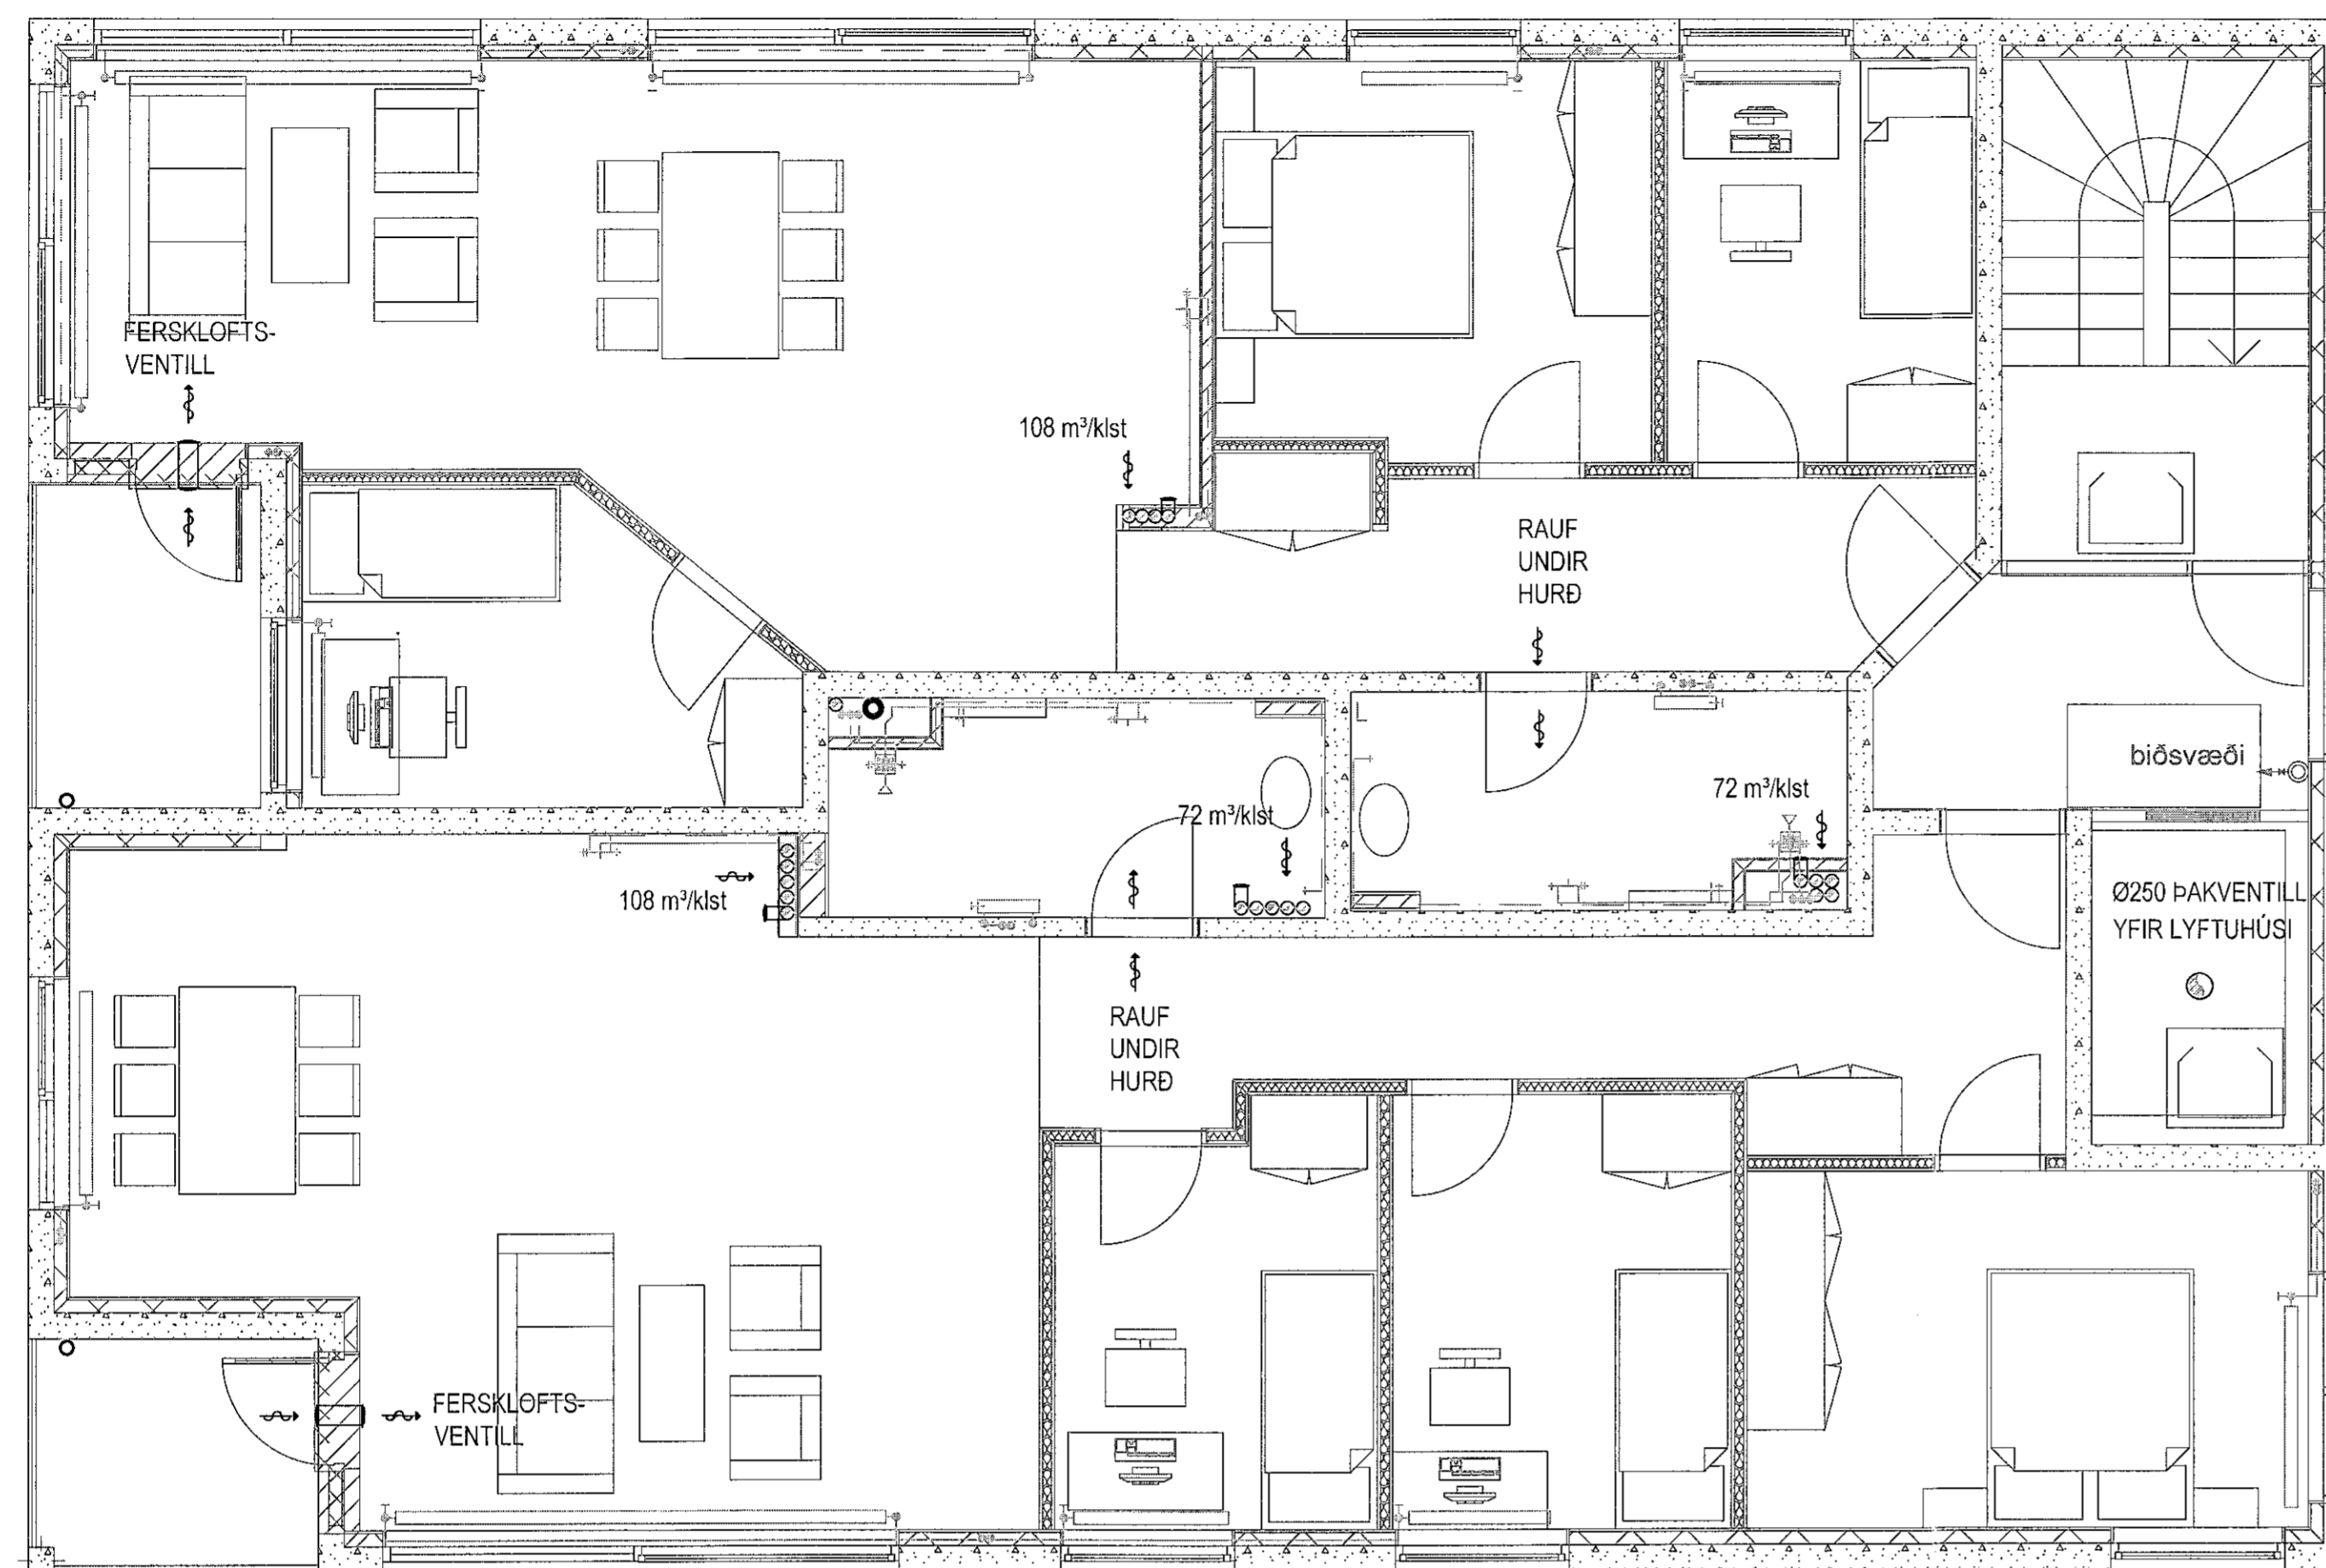 FERSKLOFTS-
VENTILL
108 m³/klst
RAUF
UNDIR
HURÐ
biðsvæði
72 m³/klst
72 m³/klst
108 m³/klst
Ø250 ÞAKVENTILL
YFIR LYFTUHÚSI
RAUF
UNDIR
HURÐ
FERSKLOFTS-
VENTILL